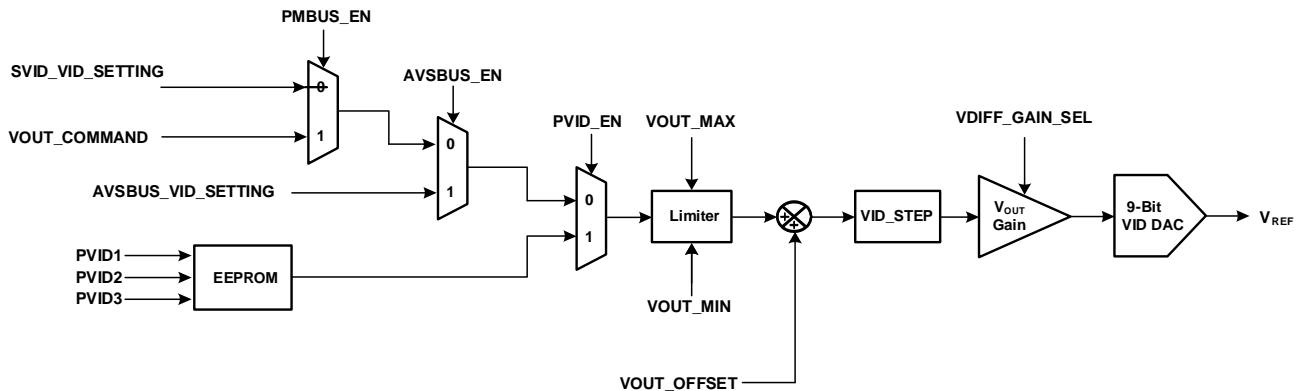 PMBUS_EN
SVID_VID_SETTING
0
AVSBUS_EN
VOUT_COMMAND
1
0
PVID_EN
VOUT_MAX
VDIFF_GAIN_SEL
AVSBUS_VID_SETTING
1
0
1
Limiter
+
+
VID_STEP
VOUT
Gain
9-Bit
VID DAC
VREF
PVID1
PVID2
PVID3
EEPROM
VOUT_MIN
VOUT_OFFSET